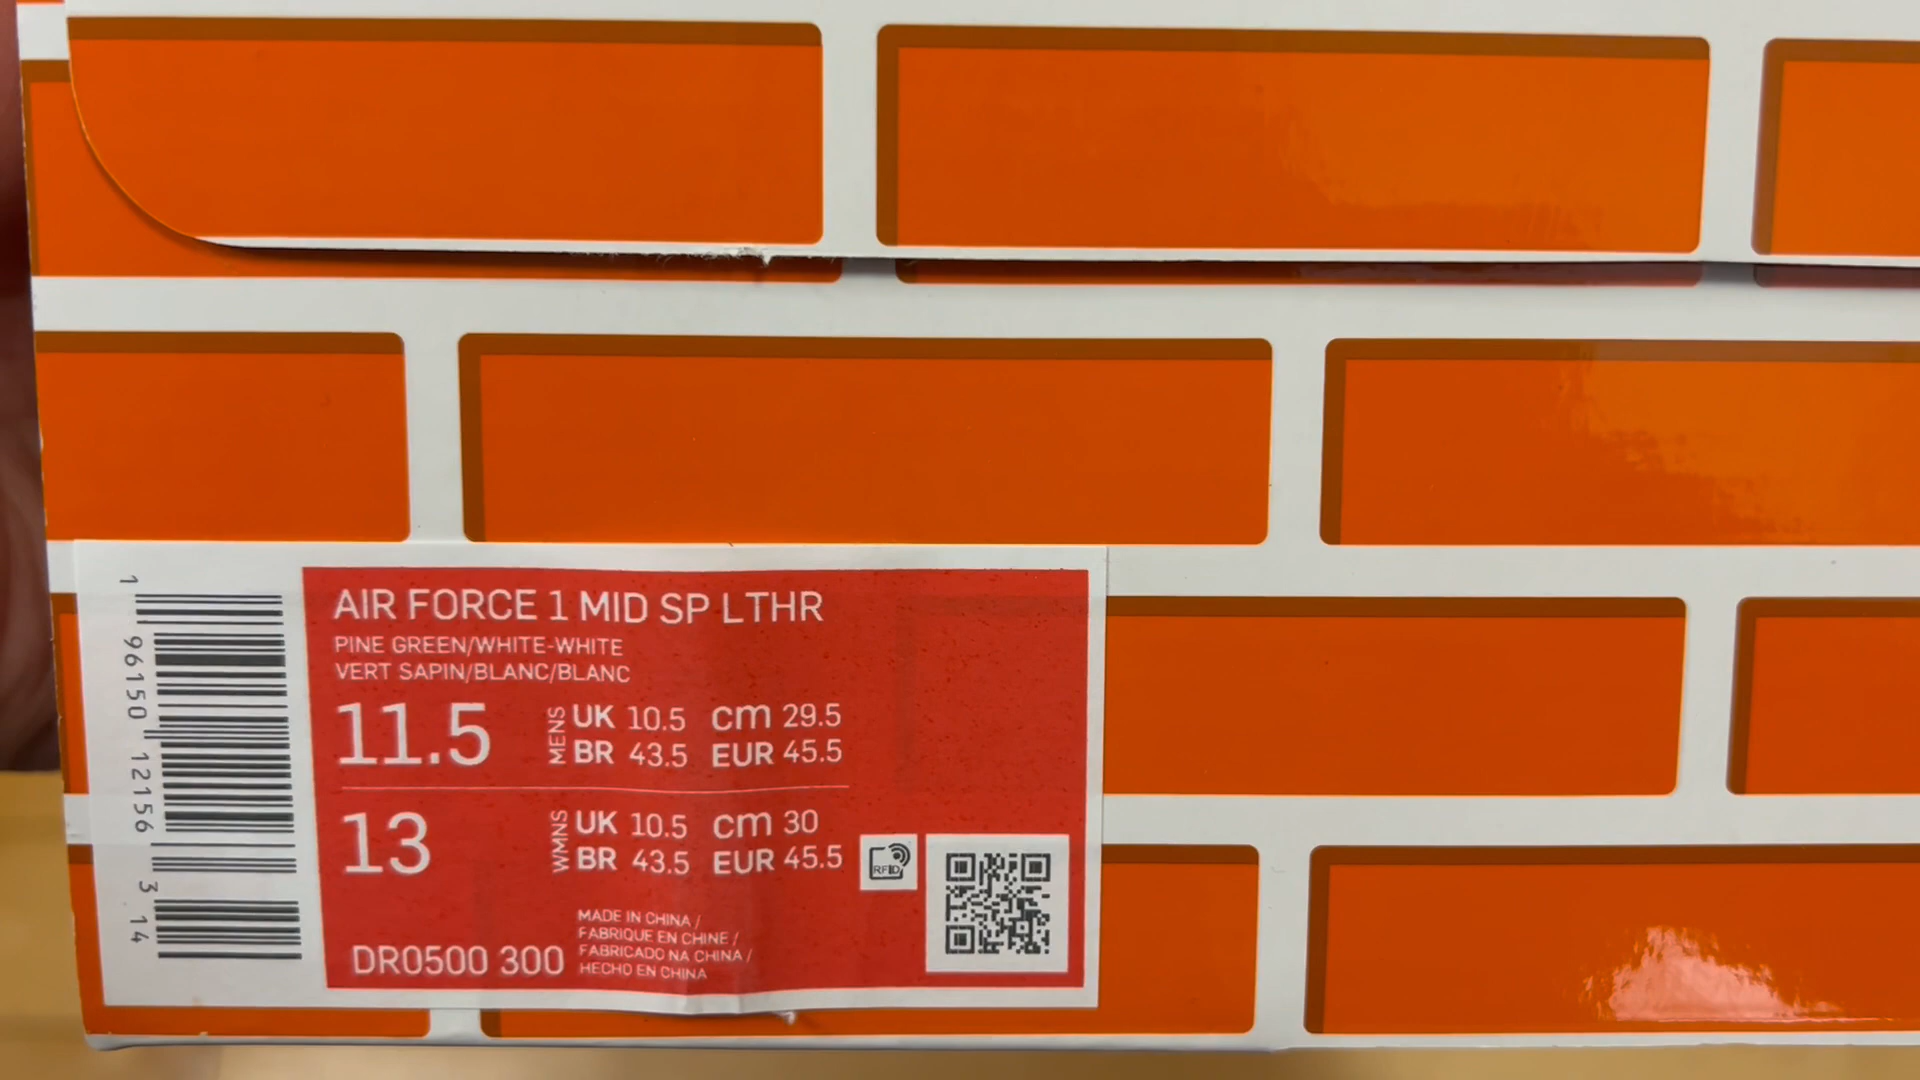 AIR FORCE 1 MID SP LTHR
PINE GREEN/WHITE-WHITE
VERT SAPIN/BLANC/BLANC
11.5 MENS UK 10.5 cm 29.5
BR 43.5 EUR 45.5
13 WMNS UK 10.5 cm 30
BR 43.5 EUR 45.5
RFID
DR0500 300
MADE IN CHINA /
FABRIQUE EN CHINE /
FABRICADO NA CHINA /
HECHO EN CHINA
1 96150 12156 3 14